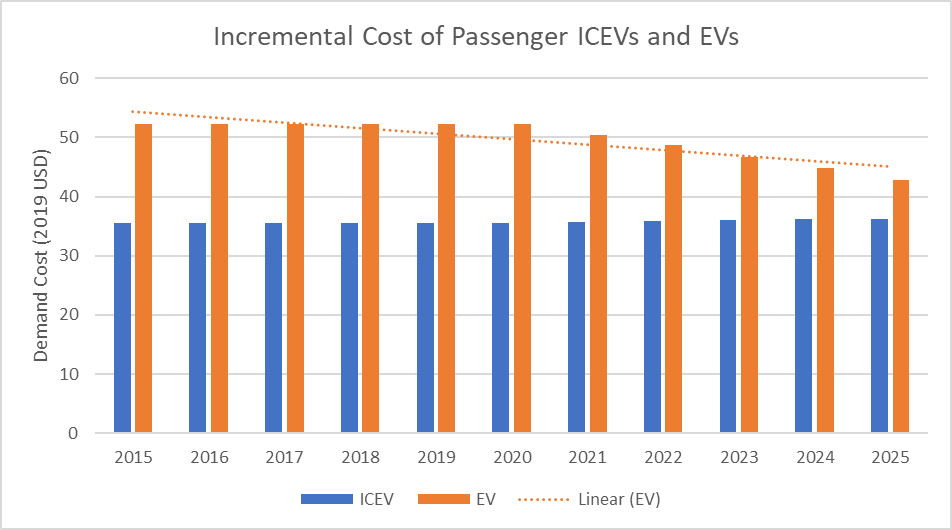 Incremental Cost of Passenger ICEVs and EVs
Demand Cost (2019 USD)
60
50
40
30
20
10
0
2015 2016 2017 2018 2019 2020 2021 2022 2023 2024 2025
ICEV EV Linear (EV)